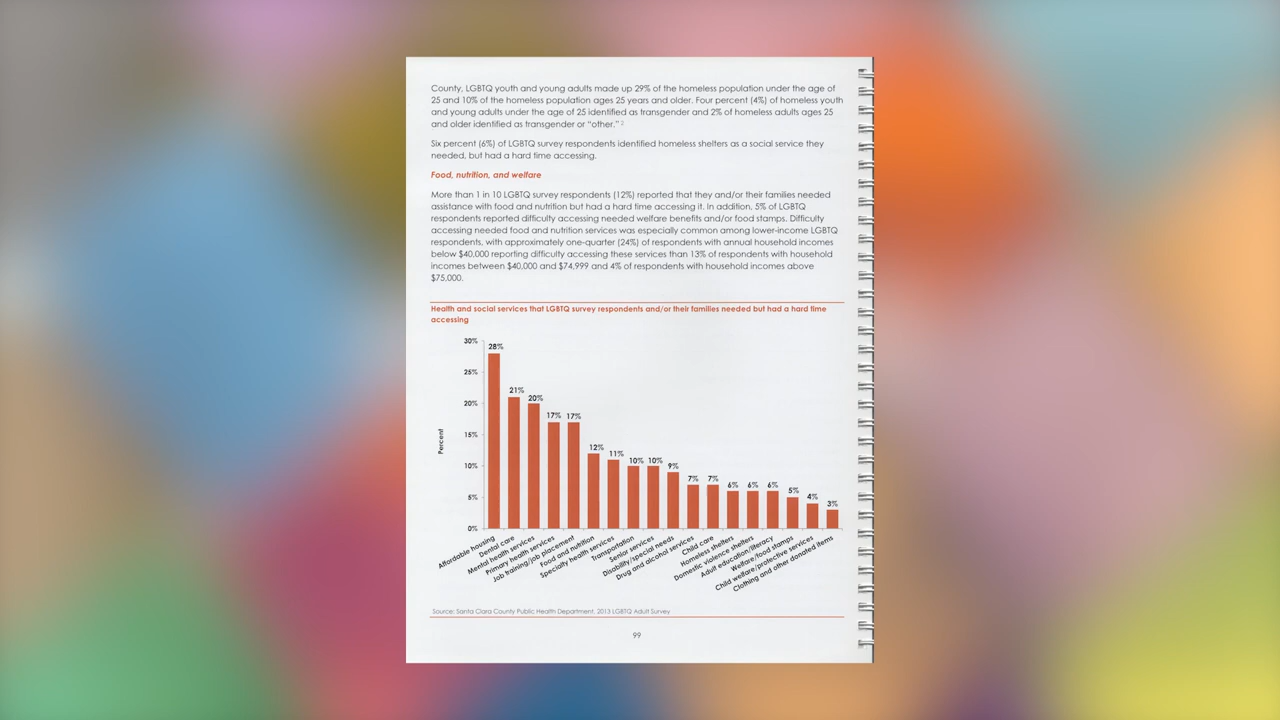 County, LGBTQ youth and young adults made up 29% of the homeless population under the age of
25 and 10% of the homeless population ages 25 years and older. Four percent (4%) of homeless youth
and young adults under the age of 25 identified as transgender and 2% of homeless adults ages 25
and older identified as transgender or “other.” 2
Six percent (6%) of LGBTQ survey respondents identified homeless shelters as a social service they
needed, but had a hard time accessing.
Food, nutrition, and welfare
More than 1 in 10 LGBTQ survey respondents (12%) reported that they and/or their families needed
assistance with food and nutrition but had a hard time accessing it. In addition, 5% of LGBTQ
respondents reported difficulty accessing needed welfare benefits and/or food stamps. Difficulty
accessing needed food and nutrition services was especially common among lower-income LGBTQ
respondents, with approximately one-quarter (24%) of respondents with annual household incomes
below $40,000 reporting difficulty accessing these services than 13% of respondents with household
incomes between $40,000 and $74,999 and 4% of respondents with household incomes above
$75,000.
Health and social services that LGBTQ survey respondents and/or their families needed but had a hard time
accessing
30%
25%
20%
15%
10%
5%
0%
Percent
28%
21%
20%
17%
17%
12%
11%
10%
10%
9%
7%
7%
6%
6%
6%
5%
4%
3%
Affordable housing
Dental care
Mental health services
Primary health services
Job training/job placement
Food and nutrition
Specialty health services
Transportation
Senior services
Disability/special needs
Drug and alcohol services
Child care
Homeless shelters
Domestic violence shelters
Adult education/literacy
Welfare/food stamps
Child welfare/protective services
Clothing and other donated items
Source: Santa Clara County Public Health Department, 2013 LGBTQ Adult Survey
99